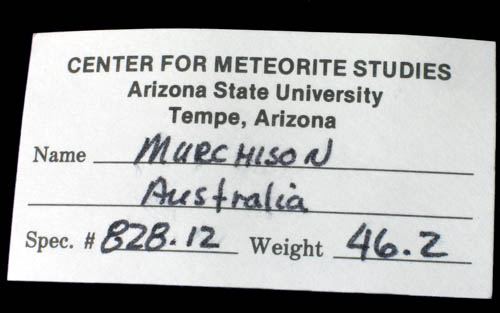 CENTER FOR METEORITE STUDIES
Arizona State University
Tempe, Arizona
Name MURCHISON
Australia
Spec. # 828.12 Weight 46.2